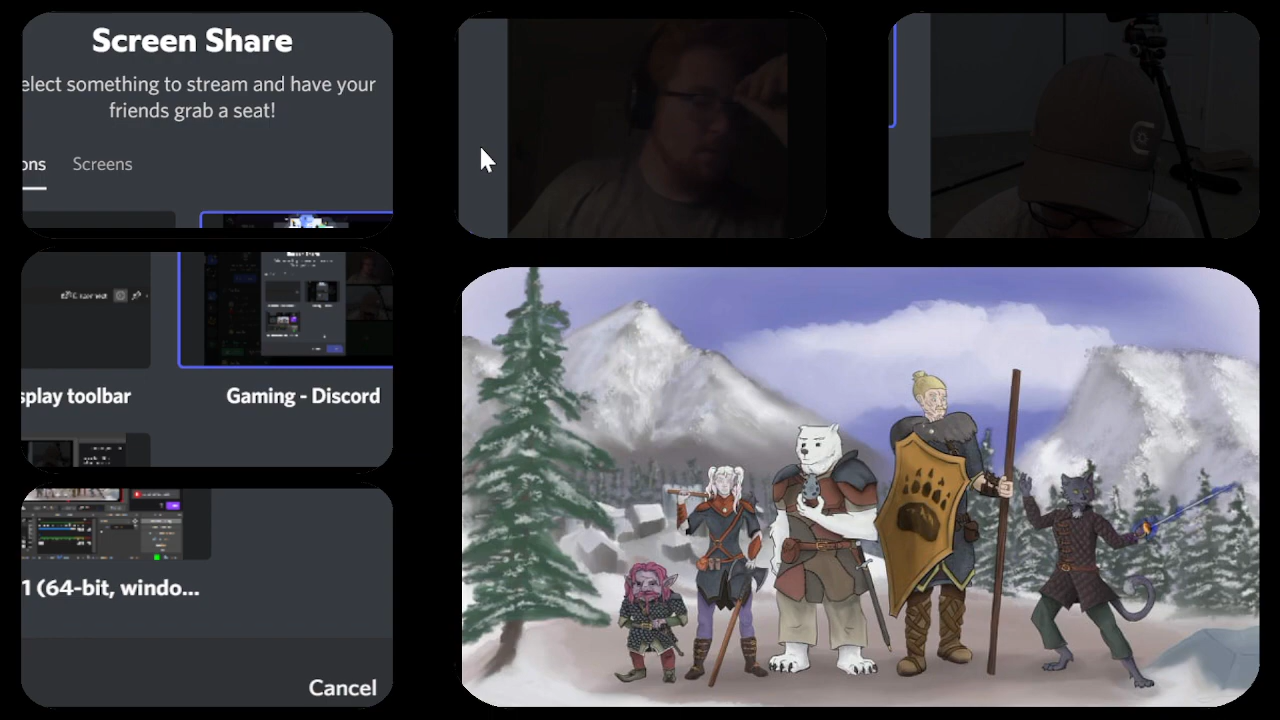 Screen Share
elect something to stream and have your
friends grab a seat!
ons Screens
splay toolbar
Gaming - Discord
1 (64-bit, windo...
Cancel